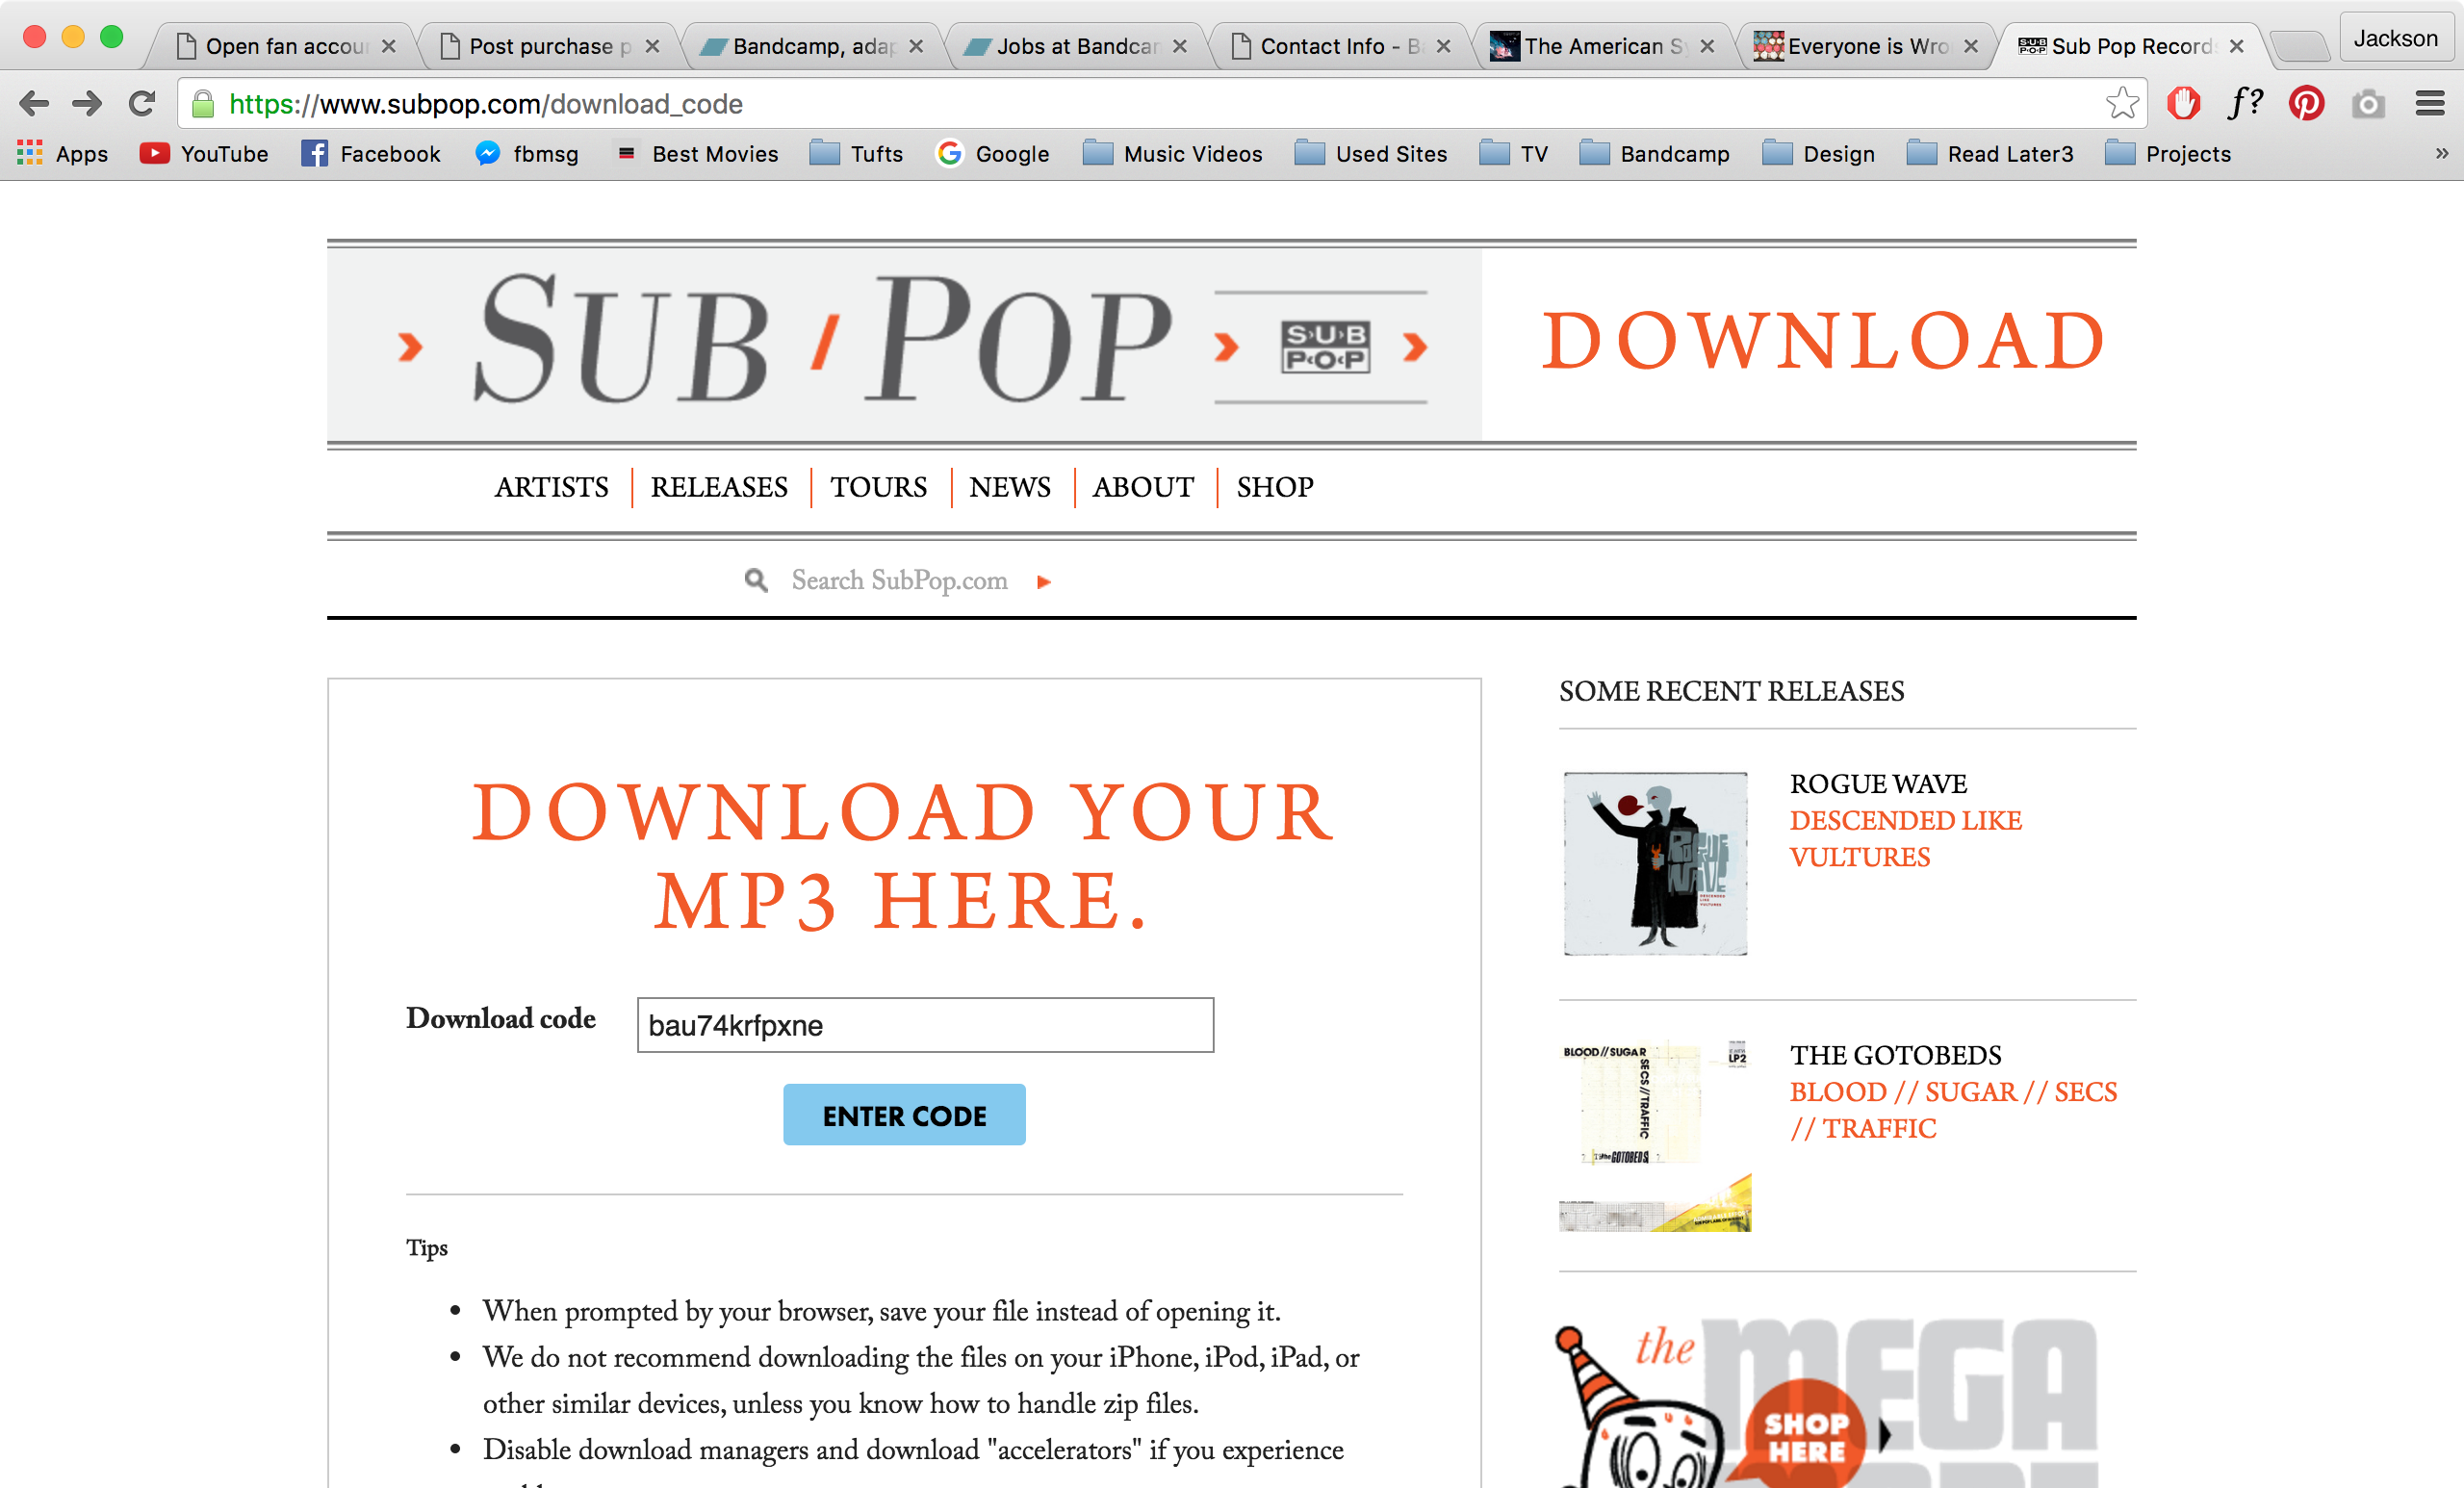 Open fan accou
Post purchase p
Bandcamp, adap
Jobs at Bandcar
Contact Info - B
The American Sy
Everyone is Wro
Sub Pop Records
Jackson
https://www.subpop.com/download_code
f?
Apps
YouTube
Facebook
fbmsg
Best Movies
Tufts
Google
Music Videos
Used Sites
TV
Bandcamp
Design
Read Later3
Projects
»
SUB / POP
SUB
POP
DOWNLOAD
ARTISTS
RELEASES
TOURS
NEWS
ABOUT
SHOP
Search SubPop.com
DOWNLOAD YOUR
MP3 HERE.
Download code
bau74krfpxne
ENTER CODE
Tips
• When prompted by your browser, save your file instead of opening it.
• We do not recommend downloading the files on your iPhone, iPod, iPad, or
other similar devices, unless you know how to handle zip files.
• Disable download managers and download "accelerators" if you experience
SOME RECENT RELEASES
ROGUE WAVE
DESCENDED LIKE
VULTURES
ROGUE
WAVE
DESCENDED
LIKE
VULTURES
THE GOTOBEDS
BLOOD // SUGAR // SECS
// TRAFFIC
BLOOD//SUGAR
SECS//TRAFFIC
LP2
The GOTOBEDS
the MEGA
SHOP
HERE